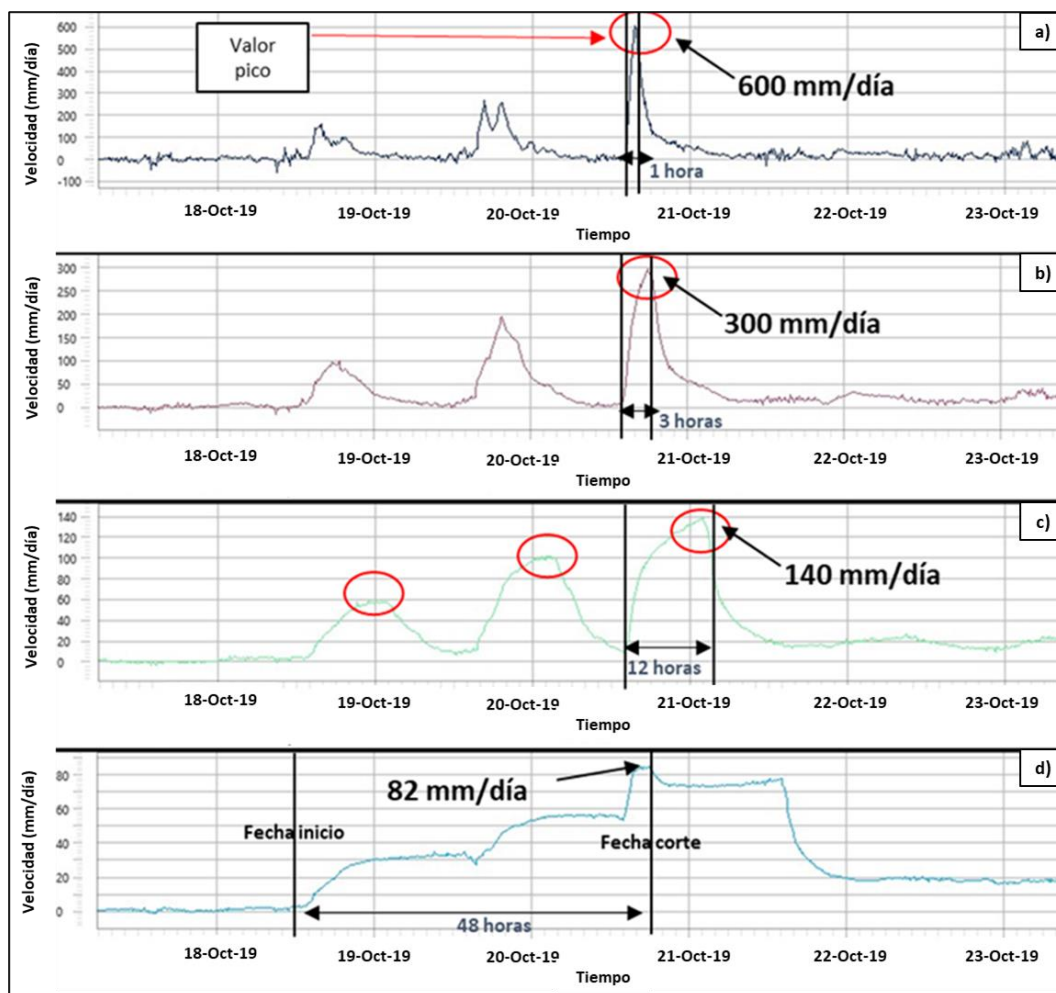 a)
Valor
pico
600 mm/día
1 hora
Velocidad (mm/día)
600
500
400
300
200
100
0
-100
18-Oct-19 19-Oct-19 20-Oct-19 21-Oct-19 22-Oct-19 23-Oct-19
Tiempo
b)
300 mm/día
3 horas
Velocidad (mm/día)
300
250
200
150
100
50
0
18-Oct-19 19-Oct-19 20-Oct-19 21-Oct-19 22-Oct-19 23-Oct-19
Tiempo
c)
140 mm/día
12 horas
Velocidad (mm/día)
140
120
100
80
60
40
20
0
18-Oct-19 19-Oct-19 20-Oct-19 21-Oct-19 22-Oct-19 23-Oct-19
Tiempo
d)
82 mm/día
Fecha inicio
Fecha corte
48 horas
Velocidad (mm/día)
80
60
40
20
0
18-Oct-19 19-Oct-19 20-Oct-19 21-Oct-19 22-Oct-19 23-Oct-19
Tiempo